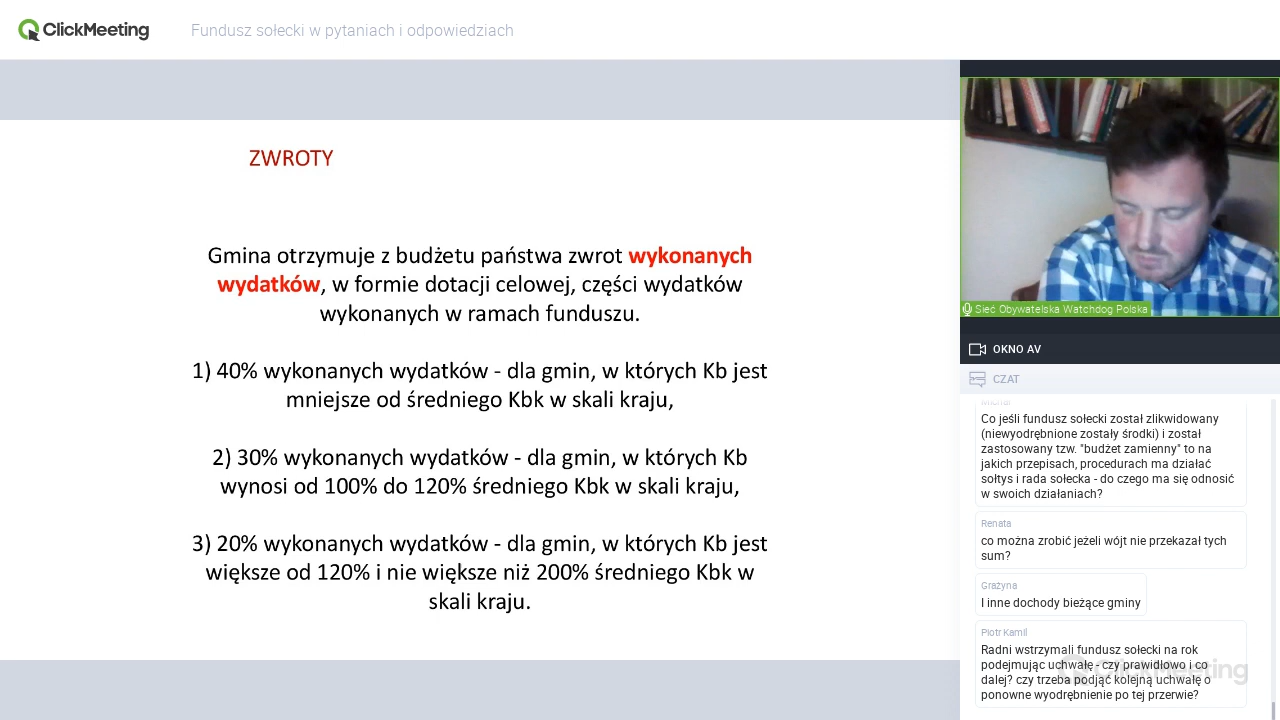 ClickMeeting
Fundusz sołecki w pytaniach i odpowiedziach
ZWROTY
Gmina otrzymuje z budżetu państwa zwrot wykonanych
wydatków, w formie dotacji celowej, części wydatków
wykonanych w ramach funduszu.
1) 40% wykonanych wydatków - dla gmin, w których Kb jest
mniejsze od średniego Kbk w skali kraju,
2) 30% wykonanych wydatków - dla gmin, w których Kb
wynosi od 100% do 120% średniego Kbk w skali kraju,
3) 20% wykonanych wydatków - dla gmin, w których Kb jest
większe od 120% i nie większe niż 200% średniego Kbk w
skali kraju.
Sieć Obywatelska Watchdog Polska
OKNO AV
CZAT
Co jeśli fundusz sołecki został zlikwidowany
(niewyodrębnione zostały środki) i został
zastosowany tzw. "budżet zamienny" to na
jakich przepisach, procedurach ma działać
sołtys i rada sołecka - do czego ma się odnosić
w swoich działaniach?
Renata
co można zrobić jeżeli wójt nie przekazał tych
sum?
Grażyna
I inne dochody bieżące gminy
Piotr Kamil
Radni wstrzymali fundusz sołecki na rok
podejmując uchwałę - czy prawidłowo i co
dalej? czy trzeba podjąć kolejną uchwałę o
ponowne wyodrębnienie po tej przerwie?
ClickMeeting